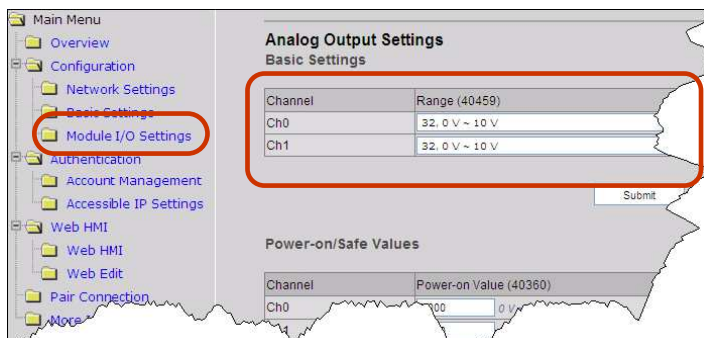 Main Menu
Overview
Configuration
Network Settings
Basic Settings
Module I/O Settings
Authentication
Account Management
Accessible IP Settings
Web HMI
Web HMI
Web Edit
Pair Connection
More
Analog Output Settings
Basic Settings
Channel Range (40459)
Ch0 32, 0 V ~ 10 V
Ch1 32, 0 V ~ 10 V
Submit
Power-on/Safe Values
Channel Power-on Value (40360)
Ch0 0 V